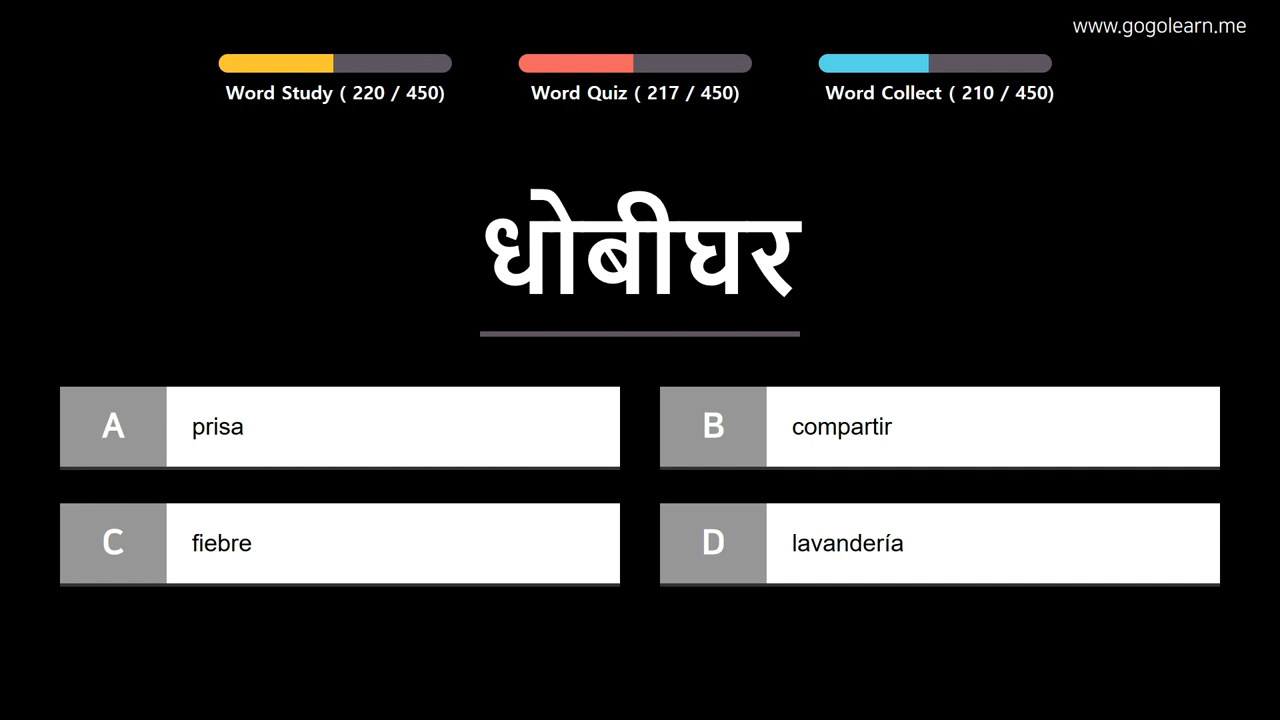 www.gogolearn.me
Word Study ( 220 / 450)
Word Quiz ( 217 / 450)
Word Collect ( 210 / 450)
धोबीघर
A prisa
B compartir
C fiebre
D lavandería